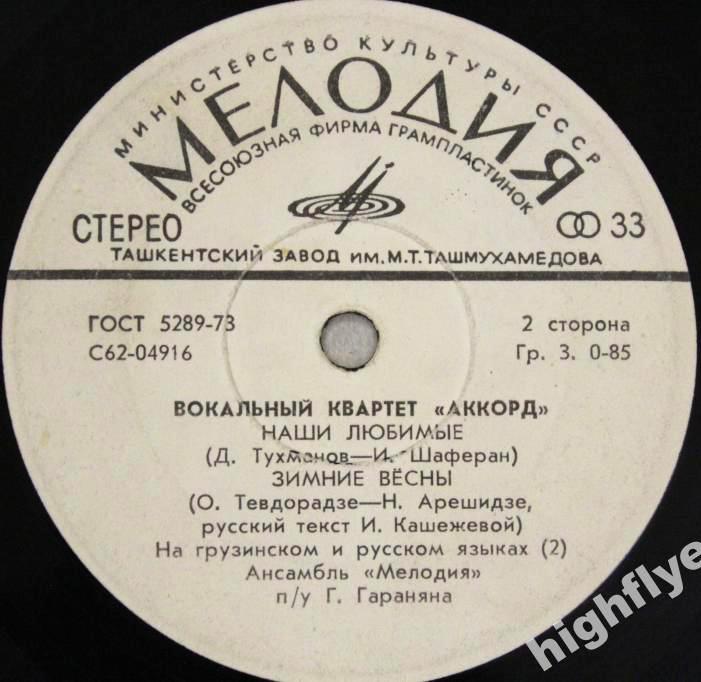 МИНИСТЕРСТВО КУЛЬТУРЫ СССР
МЕЛОДИЯ
ВСЕСОЮЗНАЯ ФИРМА ГРАМПЛАСТИНОК
СТЕРЕО
33
ТАШКЕНТСКИЙ ЗАВОД ИМ. М.Т.ТАШМУХАМЕДОВА
ГОСТ 5289-73
2 сторона
С62-04916
Гр. 3. 0-85
ВОКАЛЬНЫЙ КВАРТЕТ «АККОРД»
НАШИ ЛЮБИМЫЕ
(Д. Тухманов—И. Шаферан)
ЗИМНИЕ ВЁСНЫ
(О. Тевдорадзе—Н. Арешидзе,
русский текст И. Кашежевой)
На грузинском и русском языках (2)
Ансамбль «Мелодия»
п/у Г. Гараняна
highflye